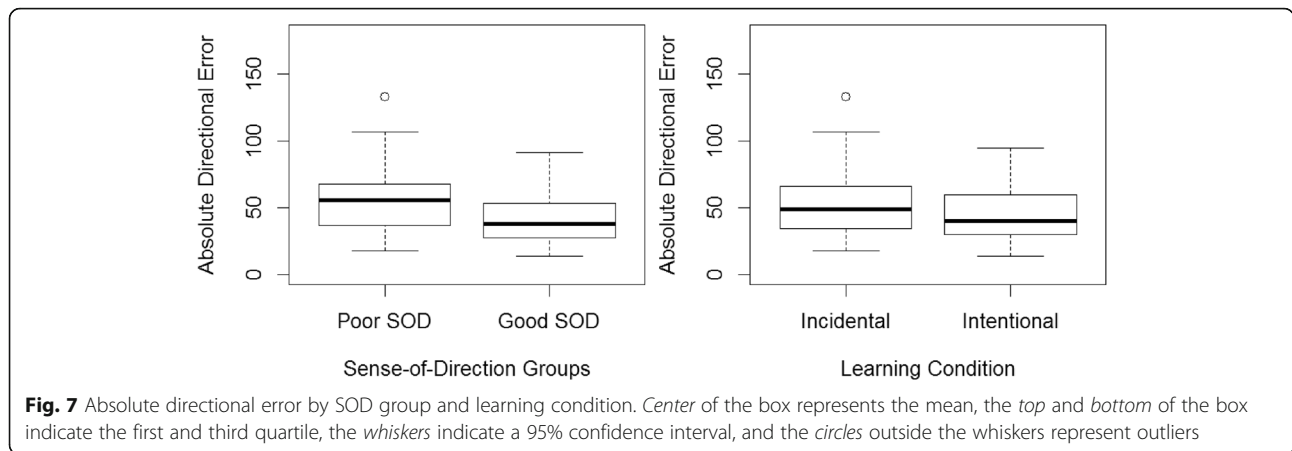 Absolute Directional Error
0 50 100 150
Poor SOD Good SOD
Sense-of-Direction Groups
Absolute Directional Error
0 50 100 150
Incidental Intentional
Learning Condition
Fig. 7 Absolute directional error by SOD group and learning condition. Center of the box represents the mean, the top and bottom of the box
indicate the first and third quartile, the whiskers indicate a 95% confidence interval, and the circles outside the whiskers represent outliers